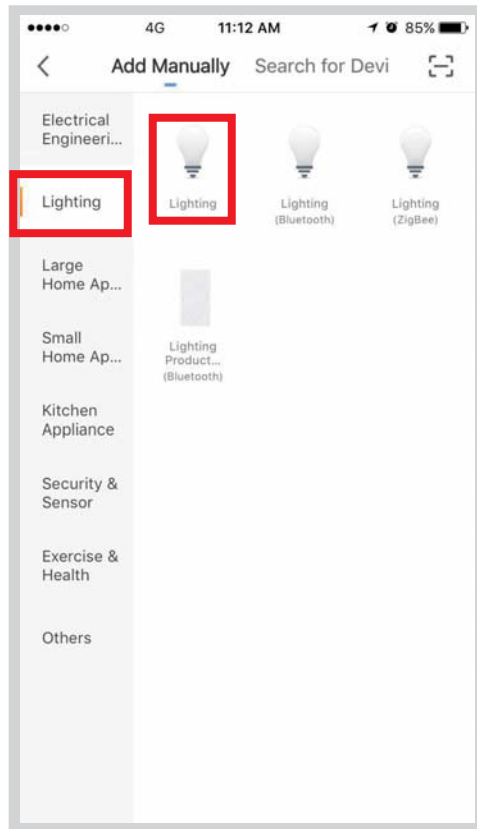 4G 11:12 AM 85%
Add Manually Search for Devi
Electrical
Engineeri...
Lighting
Large
Home Ap...
Small
Home Ap...
Kitchen
Appliance
Security &
Sensor
Exercise &
Health
Others
Lighting
Lighting
(Bluetooth)
Lighting
(ZigBee)
Lighting
Product...
(Bluetooth)